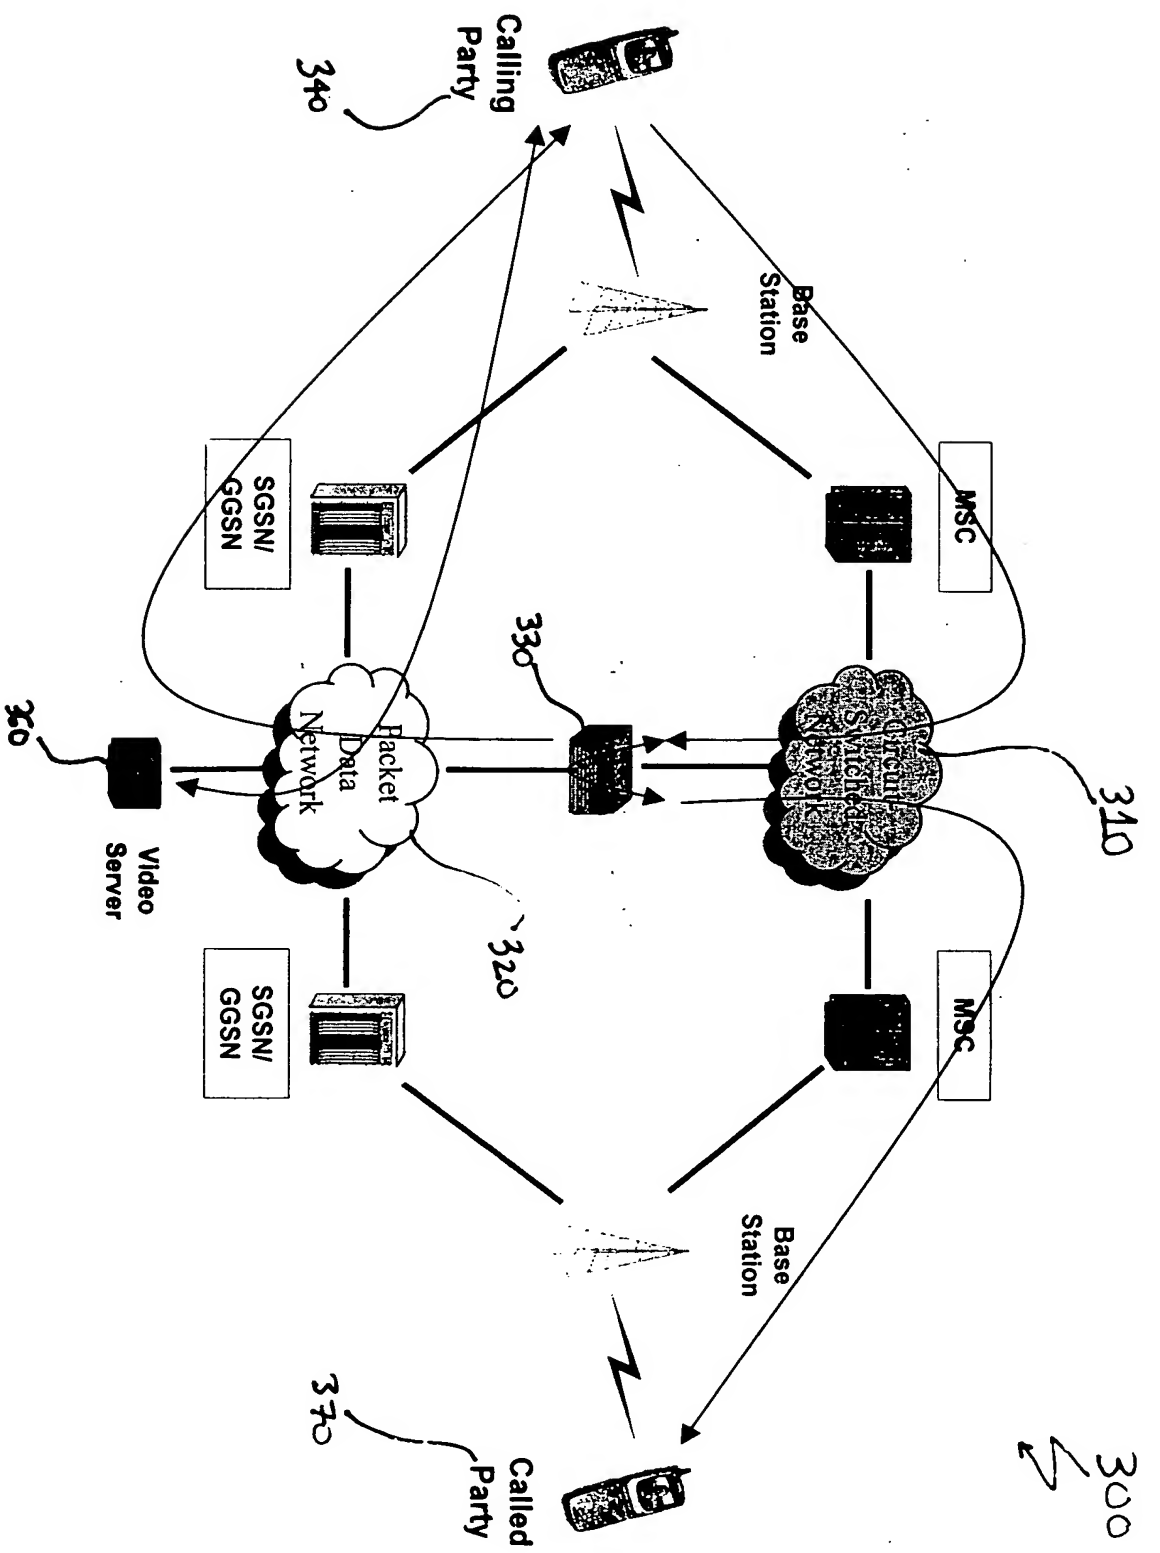 310
300
MSC
MSC
Circuit
Switched
Network
Base
Station
Base
Station
330
Calling
Party
340
320
Called
Party
370
Packet
Data
Network
SGSN/
GGSN
SGSN/
GGSN
Video
Server
360